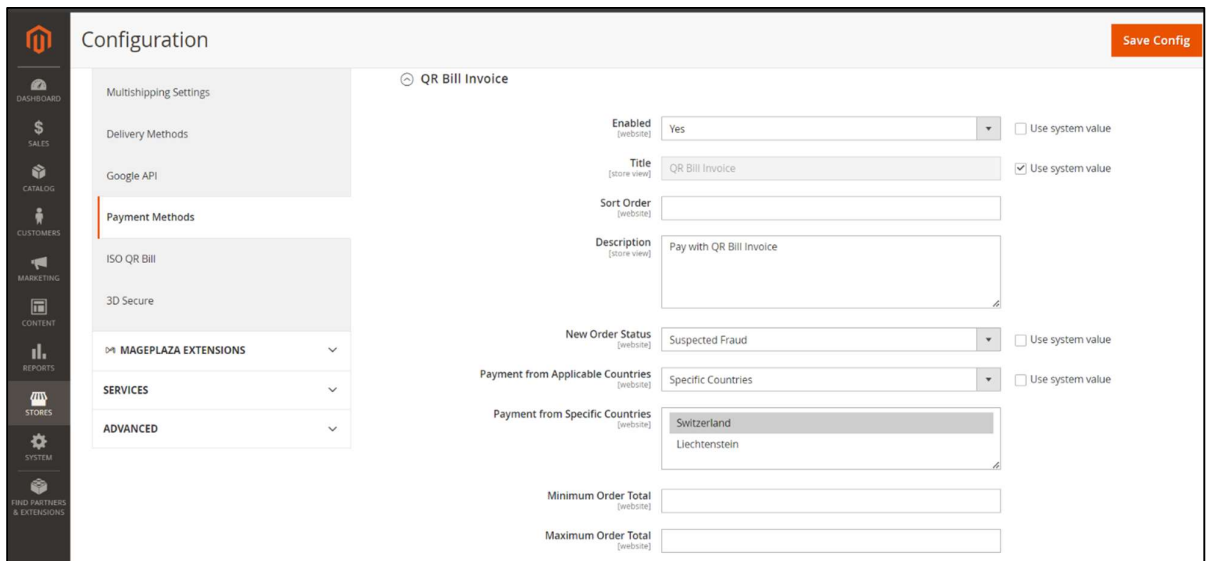 Configuration
Save Config
DASHBOARD
SALES
CATALOG
CUSTOMERS
MARKETING
CONTENT
REPORTS
STORES
SYSTEM
FIND PARTNERS
& EXTENSIONS
Multishipping Settings
Delivery Methods
Google API
Payment Methods
ISO QR Bill
3D Secure
MAGEPLAZA EXTENSIONS
SERVICES
ADVANCED
QR Bill Invoice
Enabled
[website]
Yes
Use system value
Title
[store view]
QR Bill Invoice
Use system value
Sort Order
[website]
Description
[store view]
Pay with QR Bill Invoice
New Order Status
[website]
Suspected Fraud
Use system value
Payment from Applicable Countries
[website]
Specific Countries
Use system value
Payment from Specific Countries
[website]
Switzerland
Liechtenstein
Minimum Order Total
[website]
Maximum Order Total
[website]